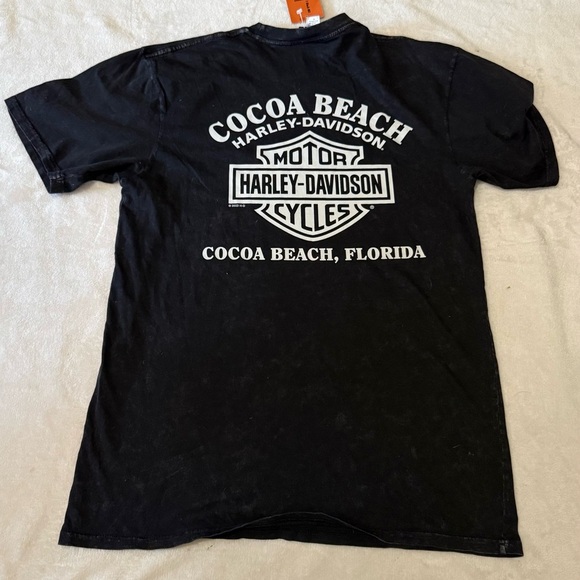 COCOA BEACH
HARLEY-DAVIDSON
MOTOR
HARLEY-DAVIDSON
CYCLES
COCOA BEACH, FLORIDA